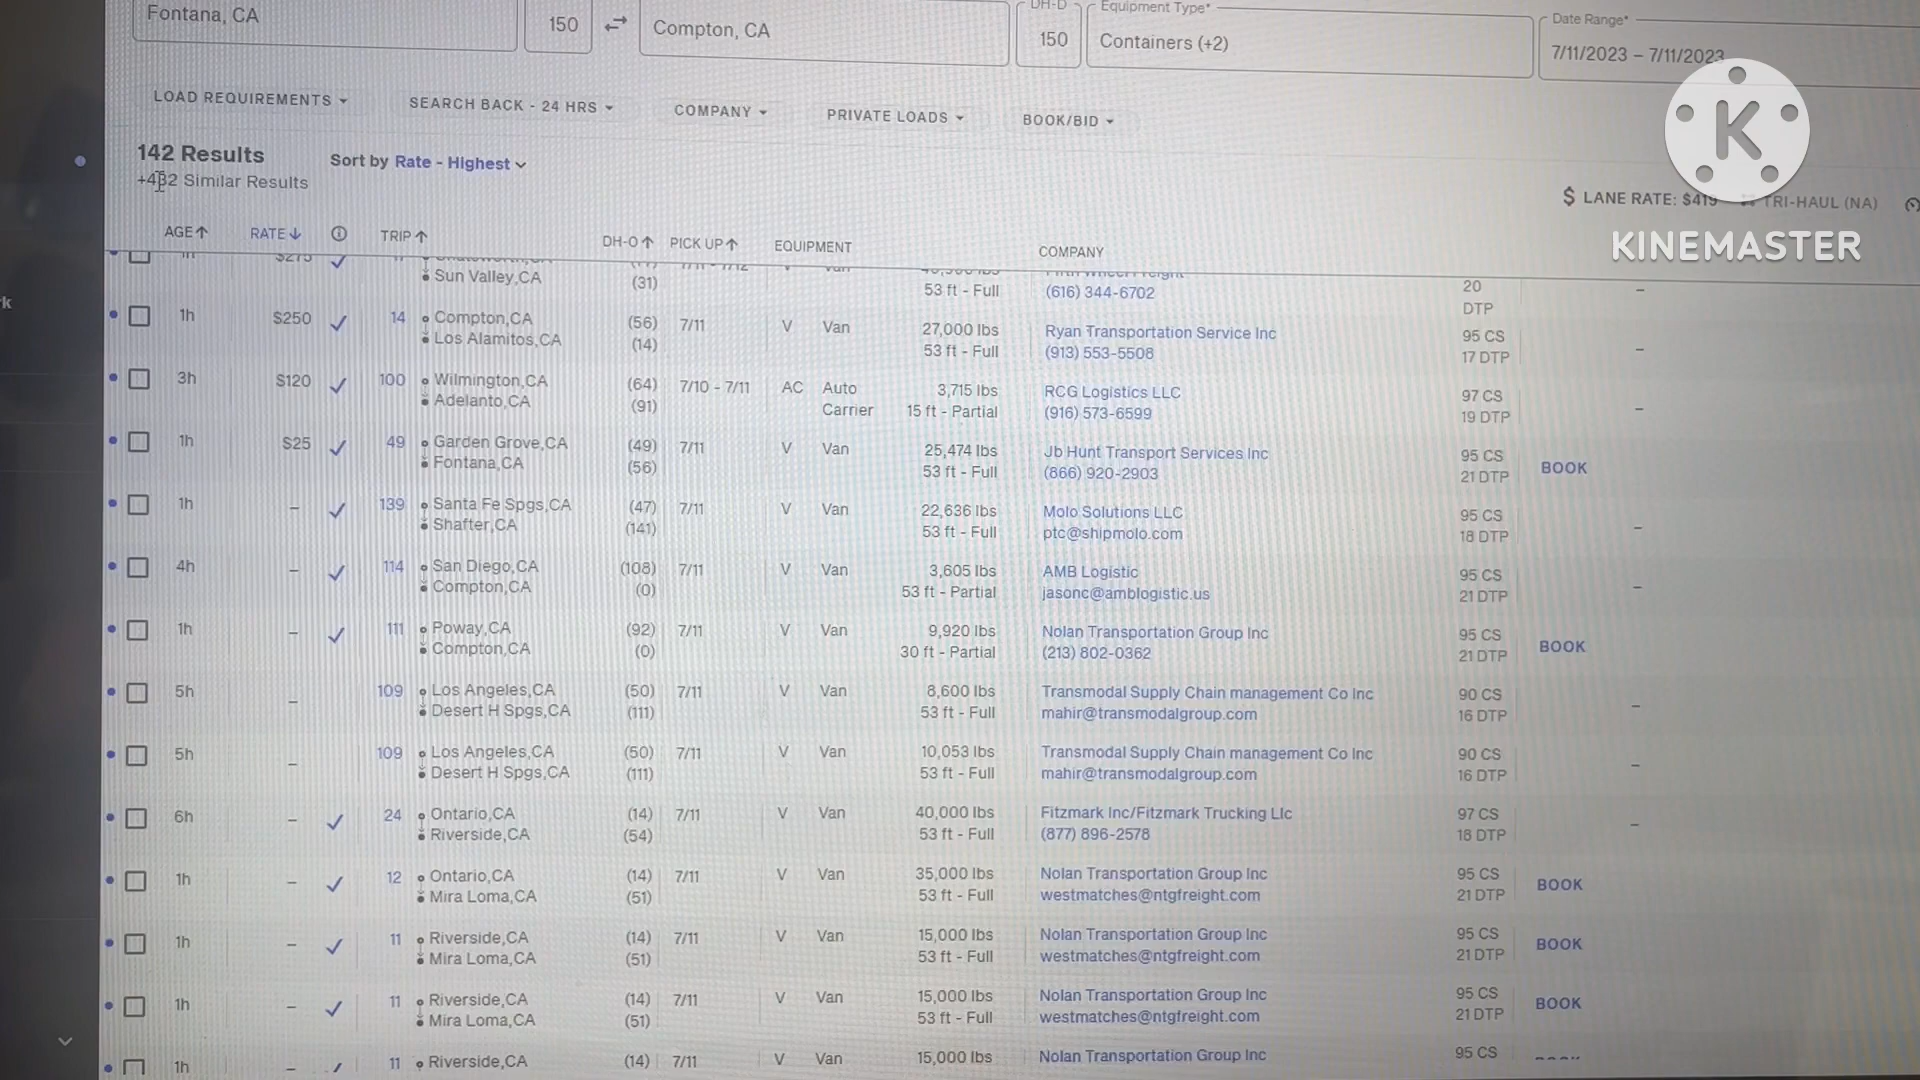 DH-D Equipment Type* Date Range*
Fontana, CA 150 Compton, CA 150 Containers (+2) 7/11/2023 – 7/11/2023
LOAD REQUIREMENTS SEARCH BACK - 24 HRS COMPANY PRIVATE LOADS BOOK/BID
K
KINEMASTER
142 Results Sort by Rate - Highest
Similar Results
$ LANE RATE: $419 TRI-HAUL (NA)
AGE↑ RATE↓ TRIP↑ DH-O↑ PICK UP↑ EQUIPMENT COMPANY
Sun Valley,CA (31) 53 ft - Full (616) 344-6702 20 DTP –
1h $250 14 Compton,CA (56) 7/11 V Van 27,000 lbs Ryan Transportation Service Inc 95 CS –
Los Alamitos,CA (14) 53 ft - Full (913) 553-5508 17 DTP
3h $120 100 Wilmington,CA (64) 7/10 - 7/11 AC Auto 3,715 lbs RCG Logistics LLC 97 CS –
Adelanto,CA (91) Carrier 15 ft - Partial (916) 573-6599 19 DTP
1h $25 49 Garden Grove,CA (49) 7/11 V Van 25,474 lbs Jb Hunt Transport Services Inc 95 CS BOOK
Fontana,CA (56) 53 ft - Full (866) 920-2903 21 DTP
1h – 139 Santa Fe Spgs,CA (47) 7/11 V Van 22,636 lbs Molo Solutions LLC 95 CS –
Shafter,CA (141) 53 ft - Full ptc@shipmolo.com 18 DTP
4h – 114 San Diego,CA (108) 7/11 V Van 3,605 lbs AMB Logistic 95 CS –
Compton,CA (0) 53 ft - Partial jasonc@amblogistic.us 21 DTP
1h – 111 Poway,CA (92) 7/11 V Van 9,920 lbs Nolan Transportation Group Inc 95 CS BOOK
Compton,CA (0) 30 ft - Partial (213) 802-0362 21 DTP
5h – 109 Los Angeles,CA (50) 7/11 V Van 8,600 lbs Transmodal Supply Chain management Co Inc 90 CS –
Desert H Spgs,CA (111) 53 ft - Full mahir@transmodalgroup.com 16 DTP
5h – 109 Los Angeles,CA (50) 7/11 V Van 10,053 lbs Transmodal Supply Chain management Co Inc 90 CS –
Desert H Spgs,CA (111) 53 ft - Full mahir@transmodalgroup.com 16 DTP
6h – 24 Ontario,CA (14) 7/11 V Van 40,000 lbs Fitzmark Inc/Fitzmark Trucking Llc 97 CS –
Riverside,CA (54) 53 ft - Full (877) 896-2578 18 DTP
1h – 12 Ontario,CA (14) 7/11 V Van 35,000 lbs Nolan Transportation Group Inc 95 CS BOOK
Mira Loma,CA (51) 53 ft - Full westmatches@ntgfreight.com 21 DTP
1h – 11 Riverside,CA (14) 7/11 V Van 15,000 lbs Nolan Transportation Group Inc 95 CS BOOK
Mira Loma,CA (51) 53 ft - Full westmatches@ntgfreight.com 21 DTP
1h – 11 Riverside,CA (14) 7/11 V Van 15,000 lbs Nolan Transportation Group Inc 95 CS BOOK
Mira Loma,CA (51) 53 ft - Full westmatches@ntgfreight.com 21 DTP
1h – 11 Riverside,CA (14) 7/11 V Van 15,000 lbs Nolan Transportation Group Inc 95 CS